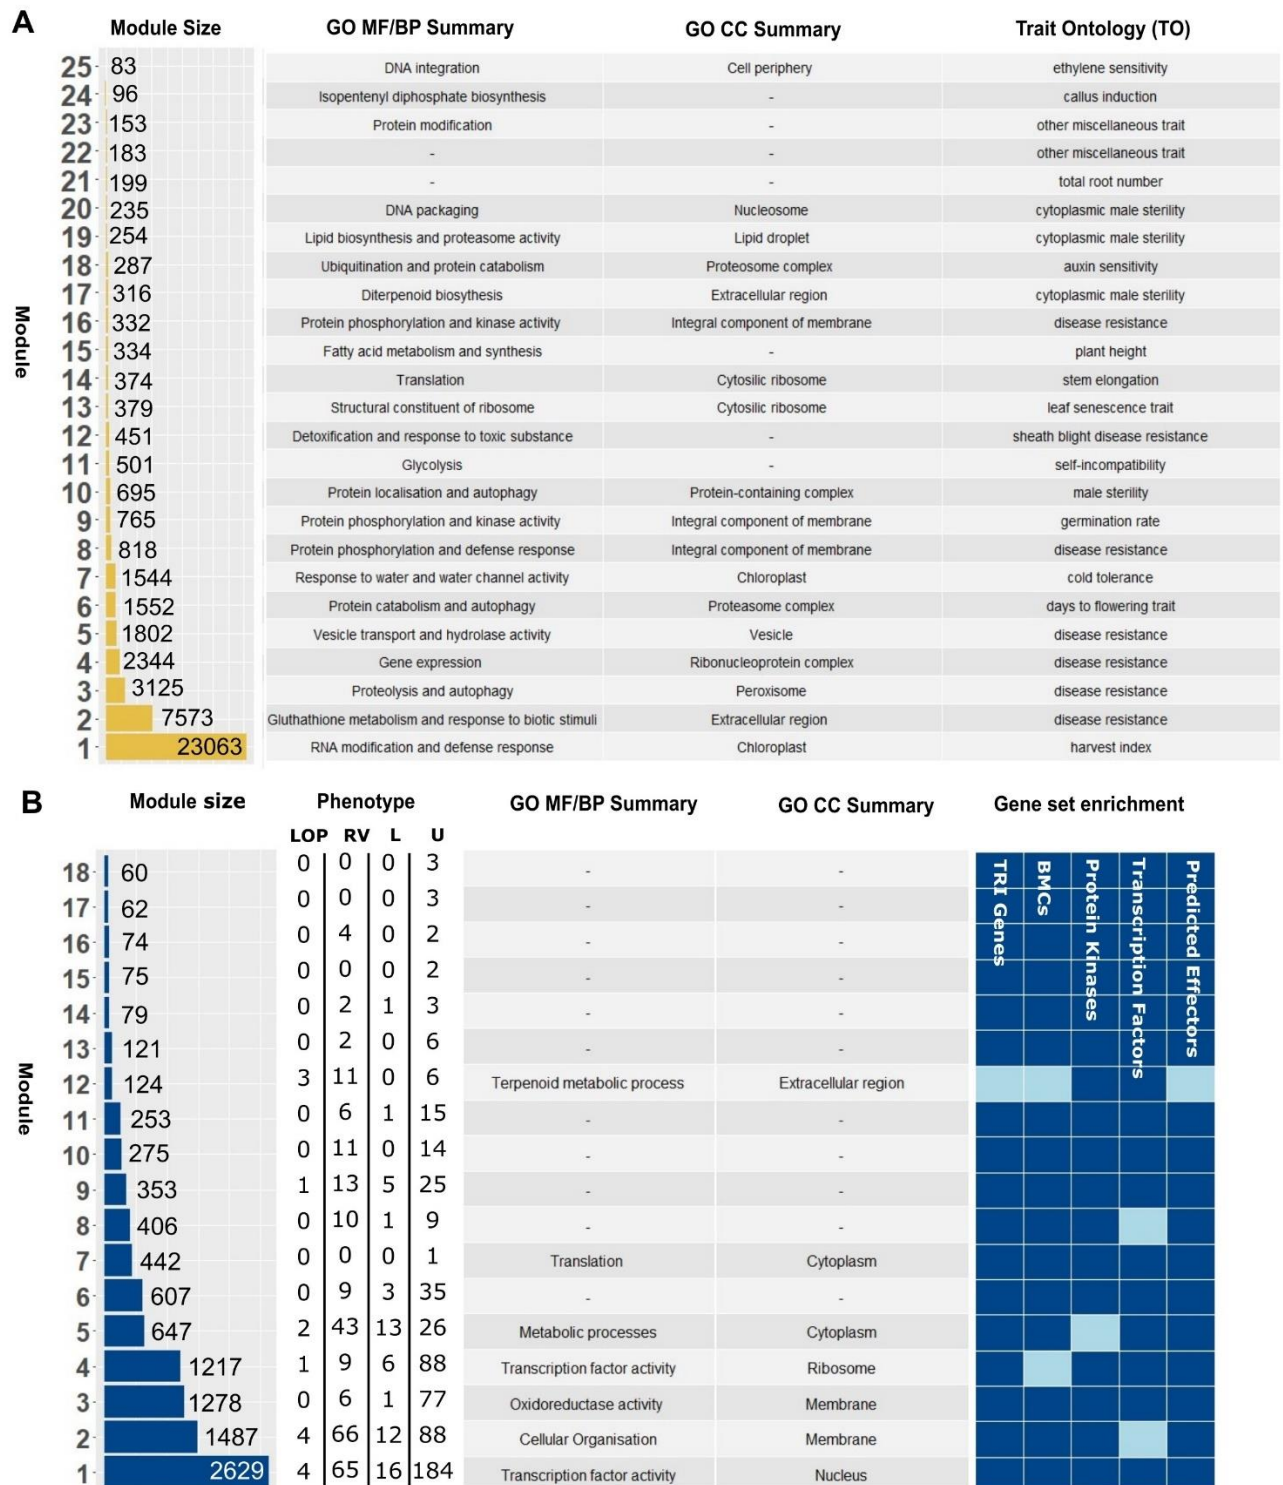 A
Module Size GO MF/BP Summary GO CC Summary Trait Ontology (TO)
Module
25 83 DNA integration Cell periphery ethylene sensitivity
24 96 Isopentenyl diphosphate biosynthesis - callus induction
23 153 Protein modification - other miscellaneous trait
22 183 - - other miscellaneous trait
21 199 - - total root number
20 235 DNA packaging Nucleosome cytoplasmic male sterility
19 254 Lipid biosynthesis and proteasome activity Lipid droplet cytoplasmic male sterility
18 287 Ubiquitination and protein catabolism Proteosome complex auxin sensitivity
17 316 Diterpenoid biosythesis Extracellular region cytoplasmic male sterility
16 332 Protein phosphorylation and kinase activity Integral component of membrane disease resistance
15 334 Fatty acid metabolism and synthesis - plant height
14 374 Translation Cytosilic ribosome stem elongation
13 379 Structural constituent of ribosome Cytosilic ribosome leaf senescence trait
12 451 Detoxification and response to toxic substance - sheath blight disease resistance
11 501 Glycolysis - self-incompatibility
10 695 Protein localisation and autophagy Protein-containing complex male sterility
9 765 Protein phosphorylation and kinase activity Integral component of membrane germination rate
8 818 Protein phosphorylation and defense response Integral component of membrane disease resistance
7 1544 Response to water and water channel activity Chloroplast cold tolerance
6 1552 Protein catabolism and autophagy Proteasome complex days to flowering trait
5 1802 Vesicle transport and hydrolase activity Vesicle disease resistance
4 2344 Gene expression Ribonucleoprotein complex disease resistance
3 3125 Proteolysis and autophagy Peroxisome disease resistance
2 7573 Gluthathione metabolism and response to biotic stimuli Extracellular region disease resistance
1 23063 RNA modification and defense response Chloroplast harvest index
B
Module size Phenotype GO MF/BP Summary GO CC Summary Gene set enrichment
LOP RV L U
TRI Genes
BMCs
Protein Kinases
Transcription Factors
Predicted Effectors
Module
18 60 0 0 0 3 - -
17 62 0 0 0 3 - -
16 74 0 4 0 2 - -
15 75 0 0 0 2 - -
14 79 0 2 1 3 - -
13 121 0 2 0 6 - -
12 124 3 11 0 6 Terpenoid metabolic process Extracellular region
11 253 0 6 1 15 - -
10 275 0 11 0 14 - -
9 353 1 13 5 25 - -
8 406 0 10 1 9 - -
7 442 0 0 0 1 Translation Cytoplasm
6 607 0 9 3 35 - -
5 647 2 43 13 26 Metabolic processes Cytoplasm
4 1217 1 9 6 88 Transcription factor activity Ribosome
3 1278 0 6 1 77 Oxidoreductase activity Membrane
2 1487 4 66 12 88 Cellular Organisation Membrane
1 2629 4 65 16 184 Transcription factor activity Nucleus